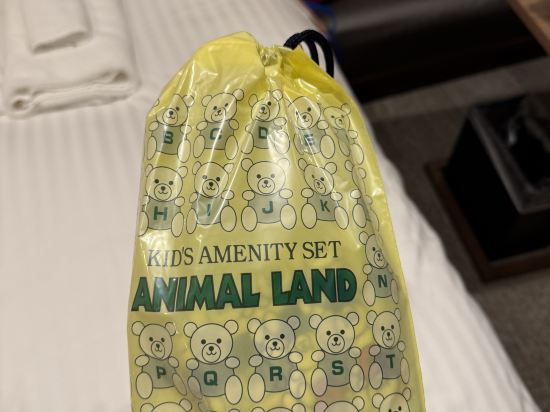 B C D E
H I J K
KID'S AMENITY SET
ANIMAL LAND
N
P Q R S T